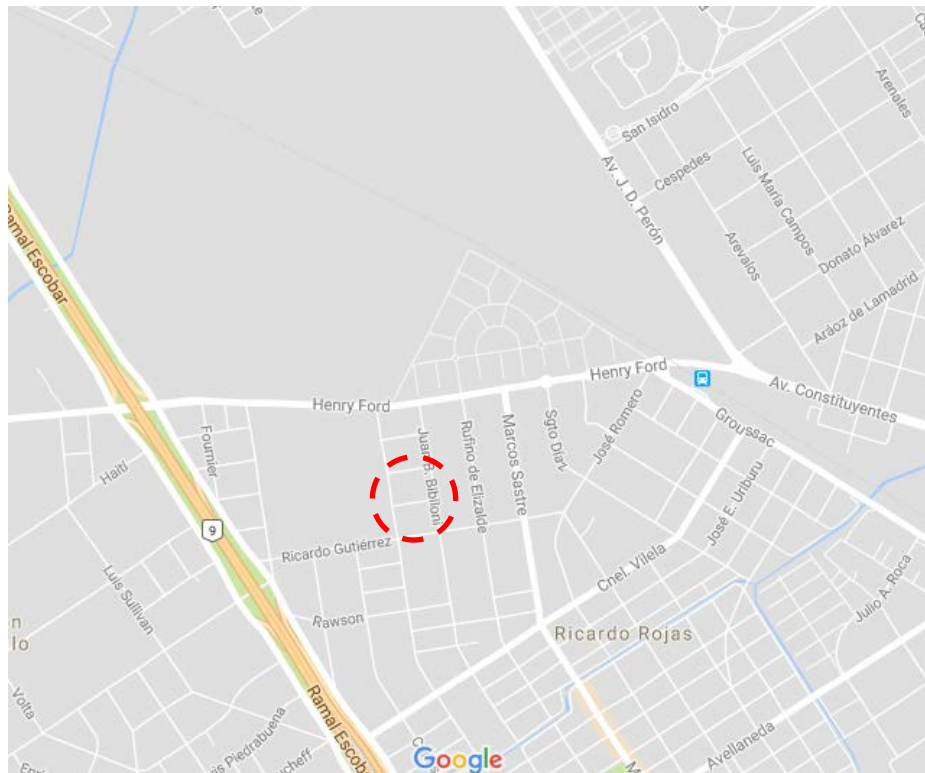 San Isidro
Arenales
Cespedes
Luis María Campos
Av. J. D. Perón
Arevalos
Donato Álvarez
Aráoz de Lamadrid
Ramal Escobar
Henry Ford
Av. Constituyentes
Henry Ford
Groussac
Fournier
Juan B. Bibiloni
Rufino de Elizalde
Marcos Sastre
Sgto Díaz
José Romero
Haití
9
José E. Uriburu
Ricardo Gutiérrez
Cnel. Vilela
Luis Sullivan
Julio A. Roca
Rawson
Ricardo Rojas
Volta
Ramal Escobar
Avellaneda
Google